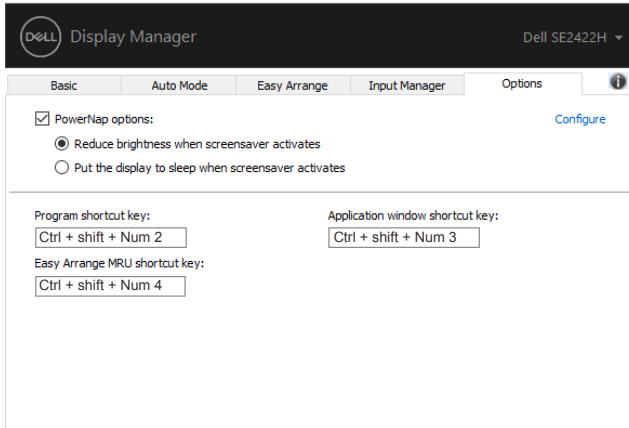 DELL Display Manager Dell SE2422H
Basic Auto Mode Easy Arrange Input Manager Options i
PowerNap options: Configure
Reduce brightness when screensaver activates
Put the display to sleep when screensaver activates
Program shortcut key: Application window shortcut key:
Ctrl + shift + Num 2 Ctrl + shift + Num 3
Easy Arrange MRU shortcut key:
Ctrl + shift + Num 4